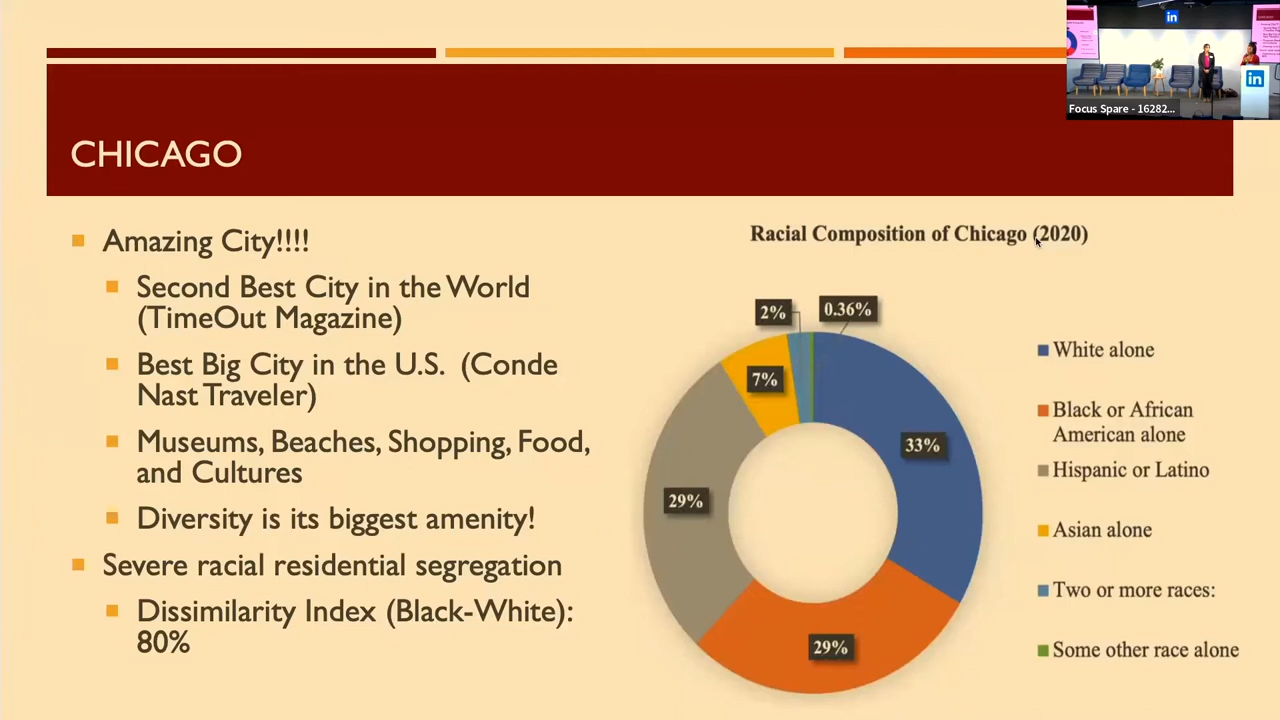 in
in
Focus Spare - 16282...
CHICAGO
Amazing City!!!!
Second Best City in the World
(TimeOut Magazine)
Best Big City in the U.S. (Conde
Nast Traveler)
Museums, Beaches, Shopping, Food,
and Cultures
Diversity is its biggest amenity!
Severe racial residential segregation
Dissimilarity Index (Black-White):
80%
Racial Composition of Chicago (2020)
2%
0.36%
7%
33%
29%
29%
White alone
Black or African
American alone
Hispanic or Latino
Asian alone
Two or more races:
Some other race alone